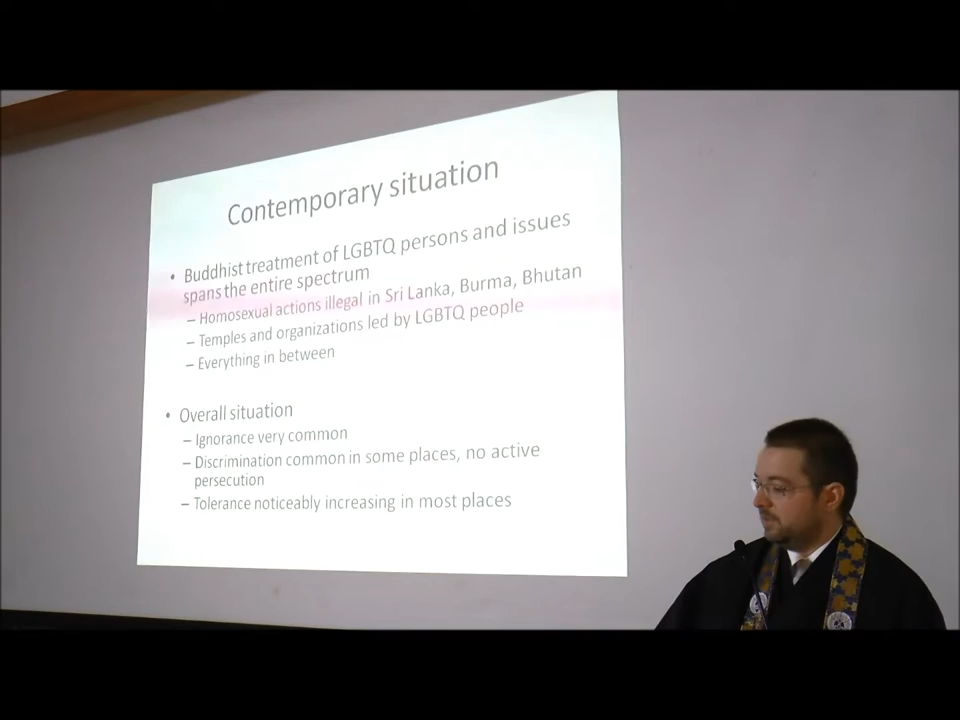 Contemporary situation
• Buddhist treatment of LGBTQ persons and issues
spans the entire spectrum
– Homosexual actions illegal in Sri Lanka, Burma, Bhutan
– Temples and organizations led by LGBTQ people
– Everything in between
• Overall situation
– Ignorance very common
– Discrimination common in some places, no active
persecution
– Tolerance noticeably increasing in most places